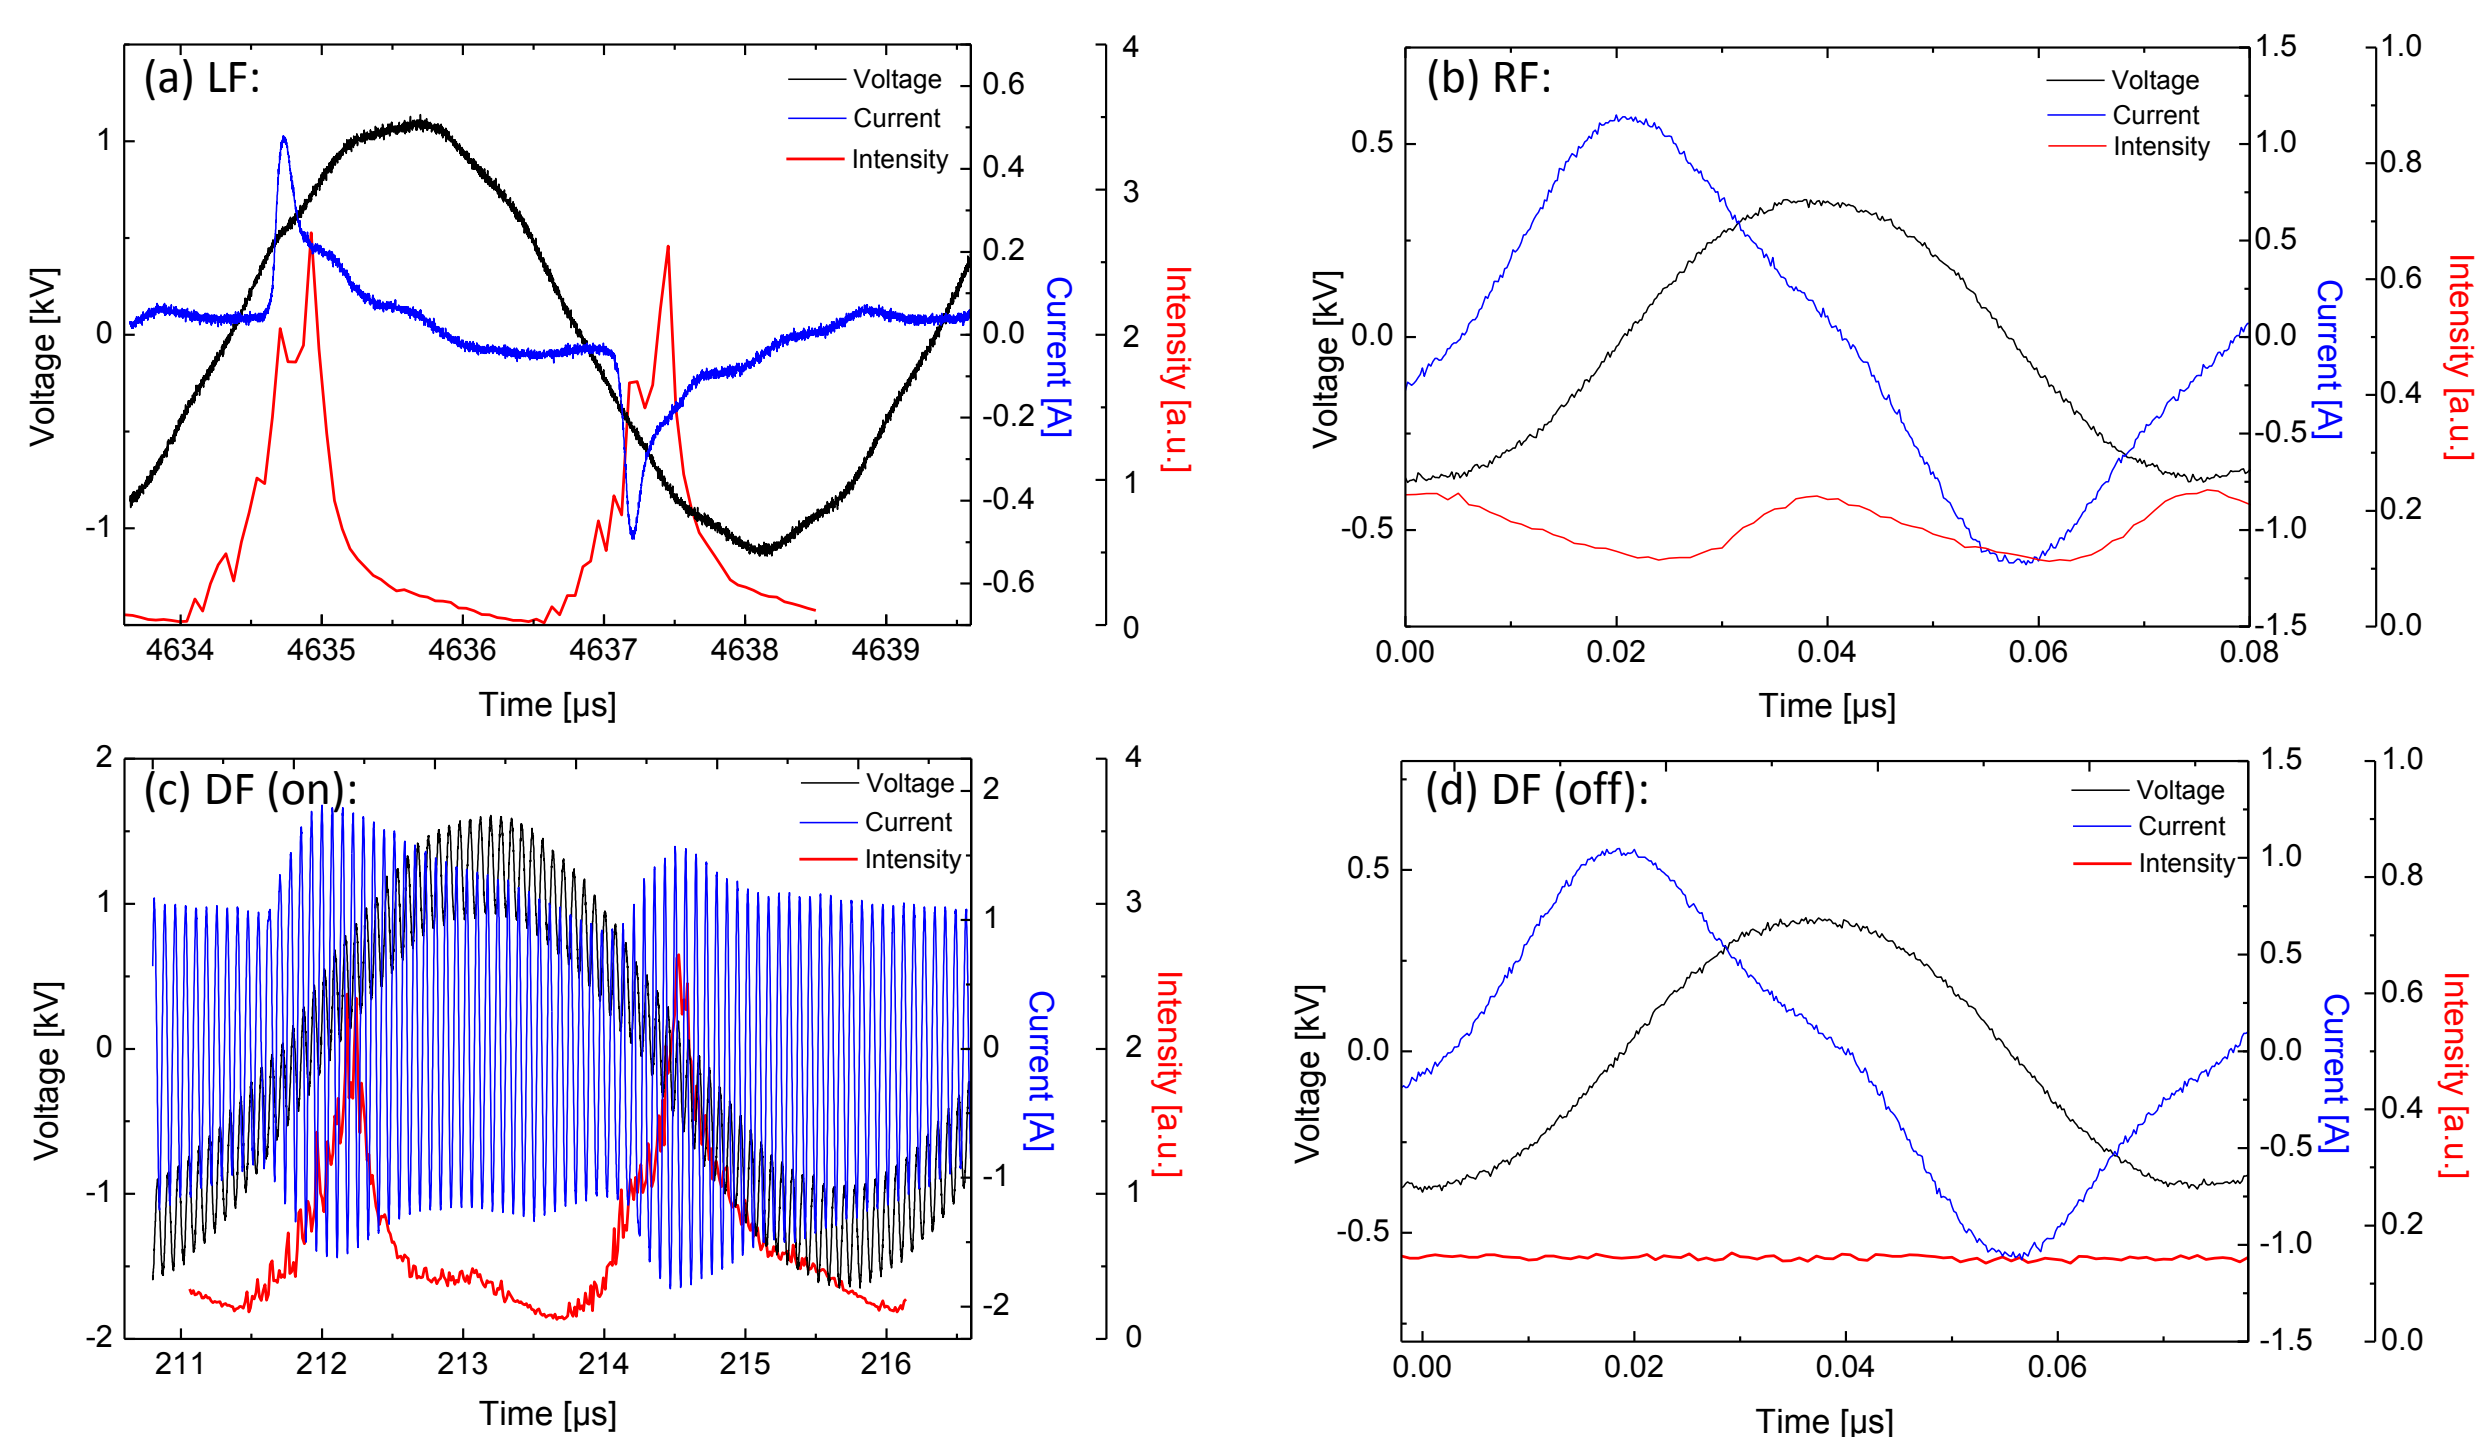 (a) LF:
Voltage
Current
Intensity
1
0
-1
0.6
0.4
0.2
0.0
-0.2
-0.4
-0.6
4
3
2
1
0
Voltage [kV]
Current [A]
Intensity [a.u.]
4634 4635 4636 4637 4638 4639
Time [µs]
(b) RF:
Voltage
Current
Intensity
0.5
0.0
-0.5
1.5
1.0
0.5
0.0
-0.5
-1.0
-1.5
1.0
0.8
0.6
0.4
0.2
0.0
Voltage [kV]
Current [A]
Intensity [a.u.]
0.00 0.02 0.04 0.06 0.08
Time [µs]
(c) DF (on):
Voltage
Current
Intensity
2
1
0
-1
-2
2
1
0
-1
-2
4
3
2
1
0
Voltage [kV]
Current [A]
Intensity [a.u.]
211 212 213 214 215 216
Time [µs]
(d) DF (off):
Voltage
Current
Intensity
0.5
0.0
-0.5
1.5
1.0
0.5
0.0
-0.5
-1.0
-1.5
1.0
0.8
0.6
0.4
0.2
0.0
Voltage [kV]
Current [A]
Intensity [a.u.]
0.00 0.02 0.04 0.06
Time [µs]